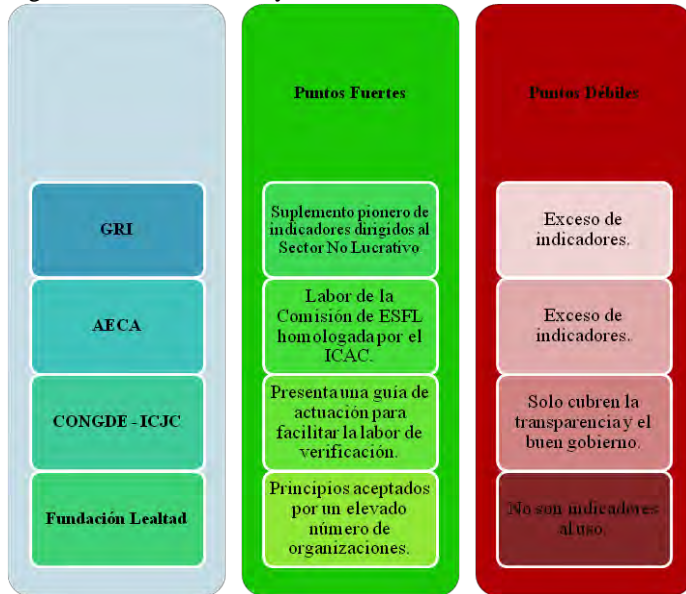 Puntos Fuertes
Puntos Débiles
GRI
Suplemento pionero de
indicadores dirigidos al
Sector No Lucrativo
Exceso de
indicadores.
AECA
Labor de la
Comisión de ESFL
homologada por el
ICAC.
Exceso de
indicadores.
CONGDE - ICJC
Presenta una guía de
actuación para
facilitar la labor de
verificación.
Solo cubren la
transparencia y el
buen gobierno.
Fundación Lealtad
Principios aceptados
por un elevado
número de
organizaciones.
No son indicadores
al uso.